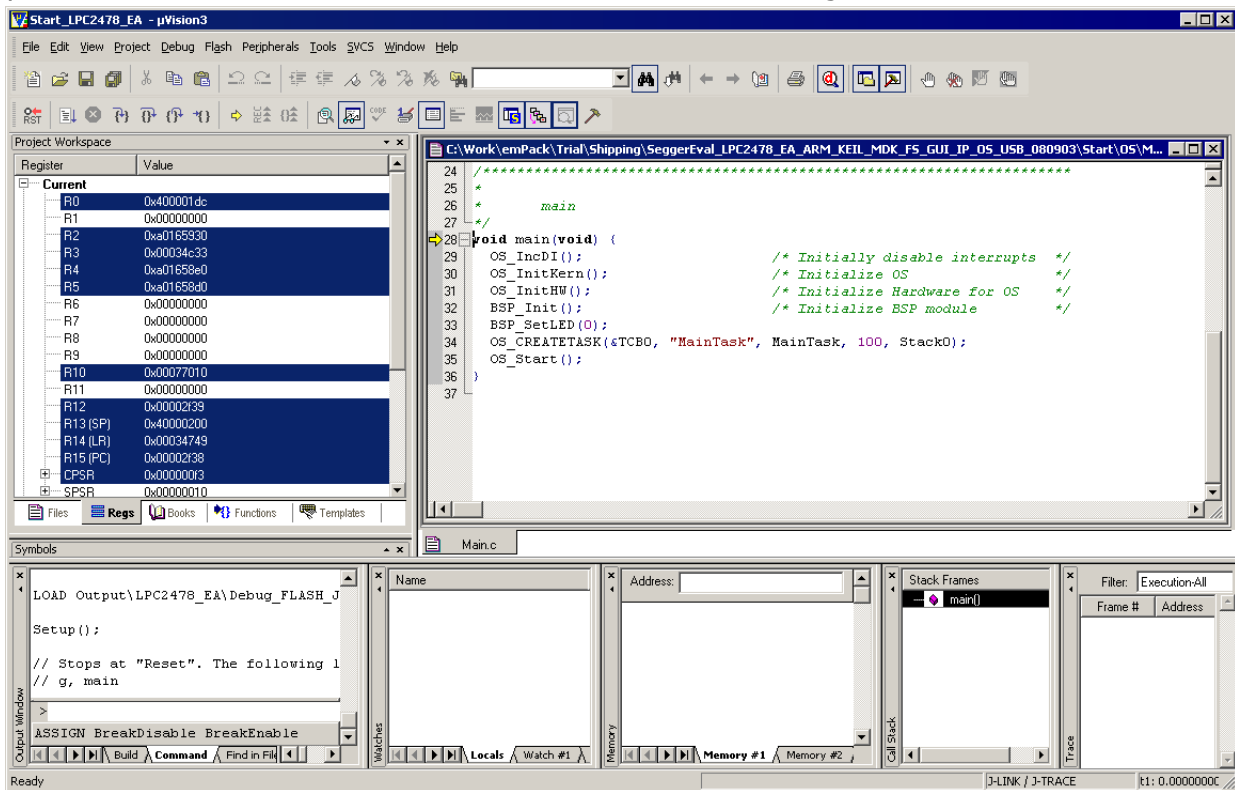 Start_LPC2478_EA - µVision3
File Edit View Project Debug Flash Peripherals Tools SVCS Window Help
RST CODE
Project Workspace
Register Value
Current
R0 0x400001dc
R1 0x00000000
R2 0xa0165930
R3 0x00034c33
R4 0xa01658e0
R5 0xa01658d0
R6 0x00000000
R7 0x00000000
R8 0x00000000
R9 0x00000000
R10 0x00077010
R11 0x00000000
R12 0x00002f39
R13 (SP) 0x40000200
R14 (LR) 0x00034749
R15 (PC) 0x00002f38
CPSR 0x000000f3
SPSR 0x00000010
Files Regs Books Functions Templates
Symbols
C:\Work\emPack\Trial\Shipping\SeggerEval_LPC2478_EA_ARM_KEIL_MDK_FS_GUI_IP_OS_USB_080903\Start\OS\M...
24 /*********************************************************************
25 *
26 * main
27 */
28 void main(void) {
29 OS_IncDI(); /* Initially disable interrupts */
30 OS_InitKern(); /* Initialize OS */
31 OS_InitHW(); /* Initialize Hardware for OS */
32 BSP_Init(); /* Initialize BSP module */
33 BSP_SetLED(0);
34 OS_CREATETASK(&TCB0, "MainTask", MainTask, 100, Stack0);
35 OS_Start();
36 }
37
Main.c
LOAD Output\LPC2478_EA\Debug_FLASH_J
Setup();
// Stops at "Reset". The following l
// g, main
>
ASSIGN BreakDisable BreakEnable
Build Command Find in File
Output Window
Name
Locals Watch #1
Watches
Address:
Memory #1 Memory #2
Memory
Stack Frames
main()
Call Stack
Filter: Execution-All
Frame # Address
Trace
Ready J-LINK / J-TRACE t1: 0.0000000